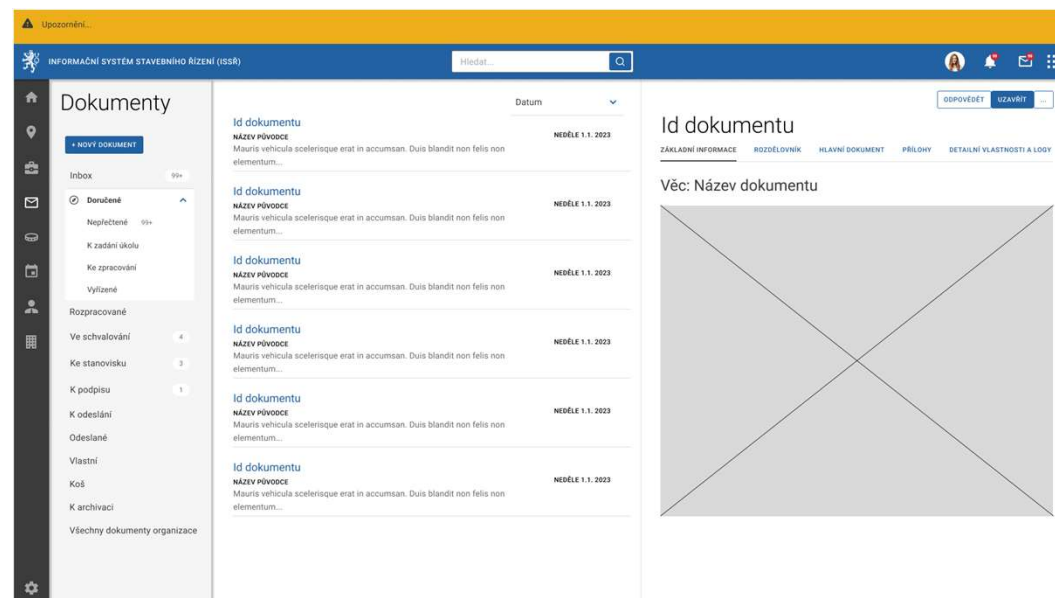 Upozornění...
INFORMAČNÍ SYSTÉM STAVEBNÍHO ŘÍZENÍ (ISSŘ)
Hledat...
Dokumenty
+ NOVÝ DOKUMENT
Inbox 99+
Doručené
Nepřečtené 99+
K zadání úkolu
Ke zpracování
Vyřízené
Rozpracované
Ve schvalování 4
Ke stanovisku 3
K podpisu 1
K odeslání
Odeslané
Vlastní
Koš
K archivaci
Všechny dokumenty organizace
Datum
Id dokumentu
NÁZEV PŮVODCE
NEDĚLE 1.1. 2023
Mauris vehicula scelerisque erat in accumsan. Duis blandit non felis non
elementum...
Id dokumentu
NÁZEV PŮVODCE
NEDĚLE 1.1. 2023
Mauris vehicula scelerisque erat in accumsan. Duis blandit non felis non
elementum...
Id dokumentu
NÁZEV PŮVODCE
NEDĚLE 1.1. 2023
Mauris vehicula scelerisque erat in accumsan. Duis blandit non felis non
elementum...
Id dokumentu
NÁZEV PŮVODCE
NEDĚLE 1.1. 2023
Mauris vehicula scelerisque erat in accumsan. Duis blandit non felis non
elementum...
Id dokumentu
NÁZEV PŮVODCE
NEDĚLE 1.1. 2023
Mauris vehicula scelerisque erat in accumsan. Duis blandit non felis non
elementum...
Id dokumentu
NÁZEV PŮVODCE
NEDĚLE 1.1. 2023
Mauris vehicula scelerisque erat in accumsan. Duis blandit non felis non
elementum...
ODPOVĚDĚT UZAVŘÍT ...
Id dokumentu
ZÁKLADNÍ INFORMACE ROZDĚLOVNÍK HLAVNÍ DOKUMENT PŘÍLOHY DETAILNÍ VLASTNOSTI A LOGY
Věc: Název dokumentu